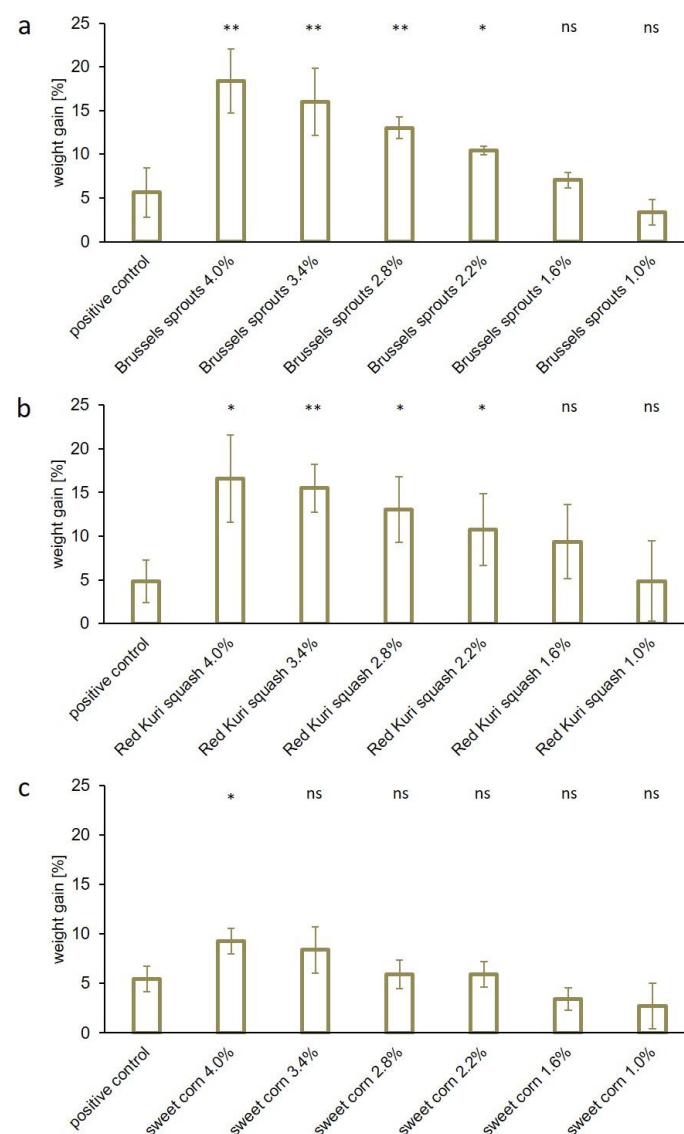 a
25
20
15
10
5
0
weight gain [%]
** ** ** * ns ns
positive control
Brussels sprouts 4.0%
Brussels sprouts 3.4%
Brussels sprouts 2.8%
Brussels sprouts 2.2%
Brussels sprouts 1.6%
Brussels sprouts 1.0%
b
25
20
15
10
5
0
weight gain [%]
* ** * * ns ns
positive control
Red Kuri squash 4.0%
Red Kuri squash 3.4%
Red Kuri squash 2.8%
Red Kuri squash 2.2%
Red Kuri squash 1.6%
Red Kuri squash 1.0%
c
25
20
15
10
5
0
weight gain [%]
* ns ns ns ns ns
positive control
sweet corn 4.0%
sweet corn 3.4%
sweet corn 2.8%
sweet corn 2.2%
sweet corn 1.6%
sweet corn 1.0%